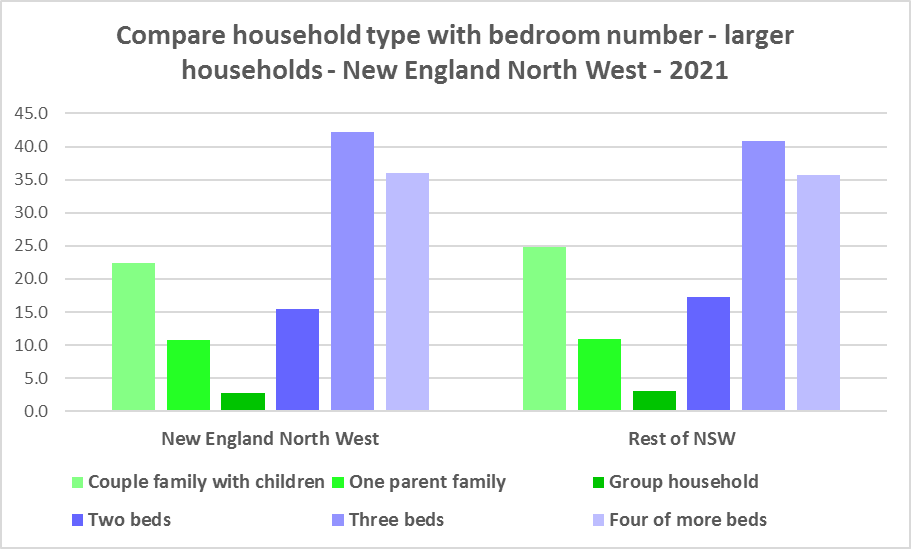 Compare household type with bedroom number - larger
households - New England North West - 2021
45.0
40.0
35.0
30.0
25.0
20.0
15.0
10.0
5.0
0.0
New England North West
Rest of NSW
Couple family with children
One parent family
Group household
Two beds
Three beds
Four of more beds